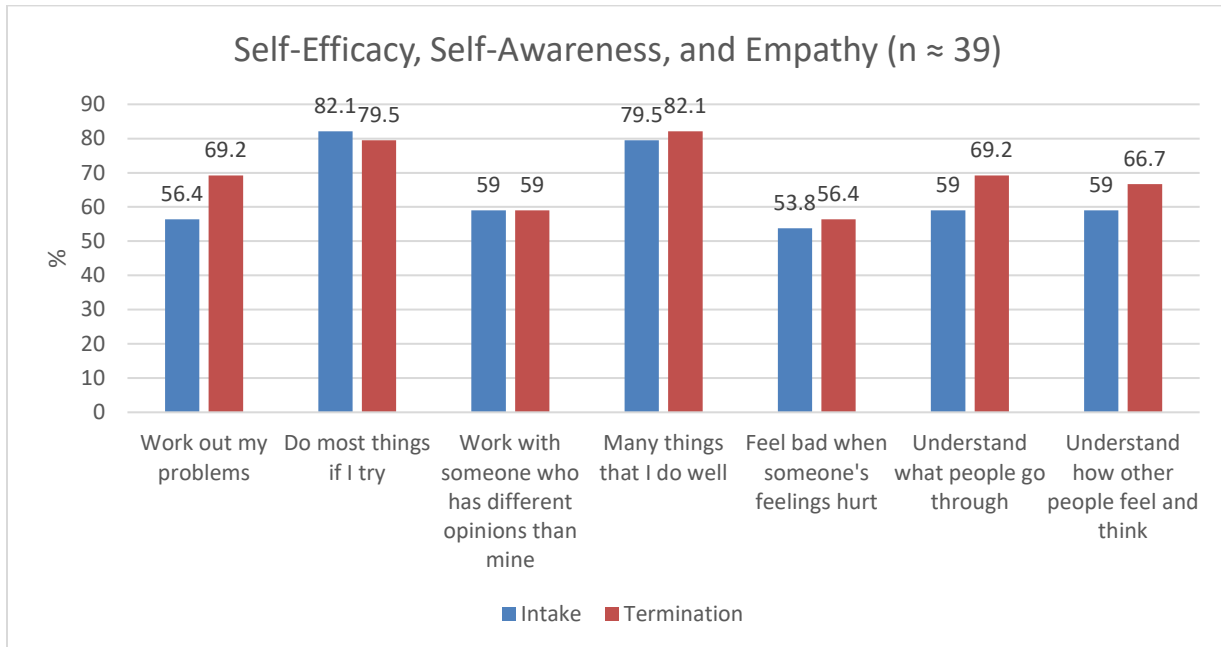 Self-Efficacy, Self-Awareness, and Empathy (n ≈ 39)
90
80
70
60
50
40
30
20
10
0
%
56.4
69.2
82.1
79.5
59
59
79.5
82.1
53.8
56.4
59
69.2
59
66.7
Work out my
problems
Do most things
if I try
Work with
someone who
has different
opinions than
mine
Many things
that I do well
Feel bad when
someone's
feelings hurt
Understand
what people go
through
Understand
how other
people feel and
think
Intake
Termination